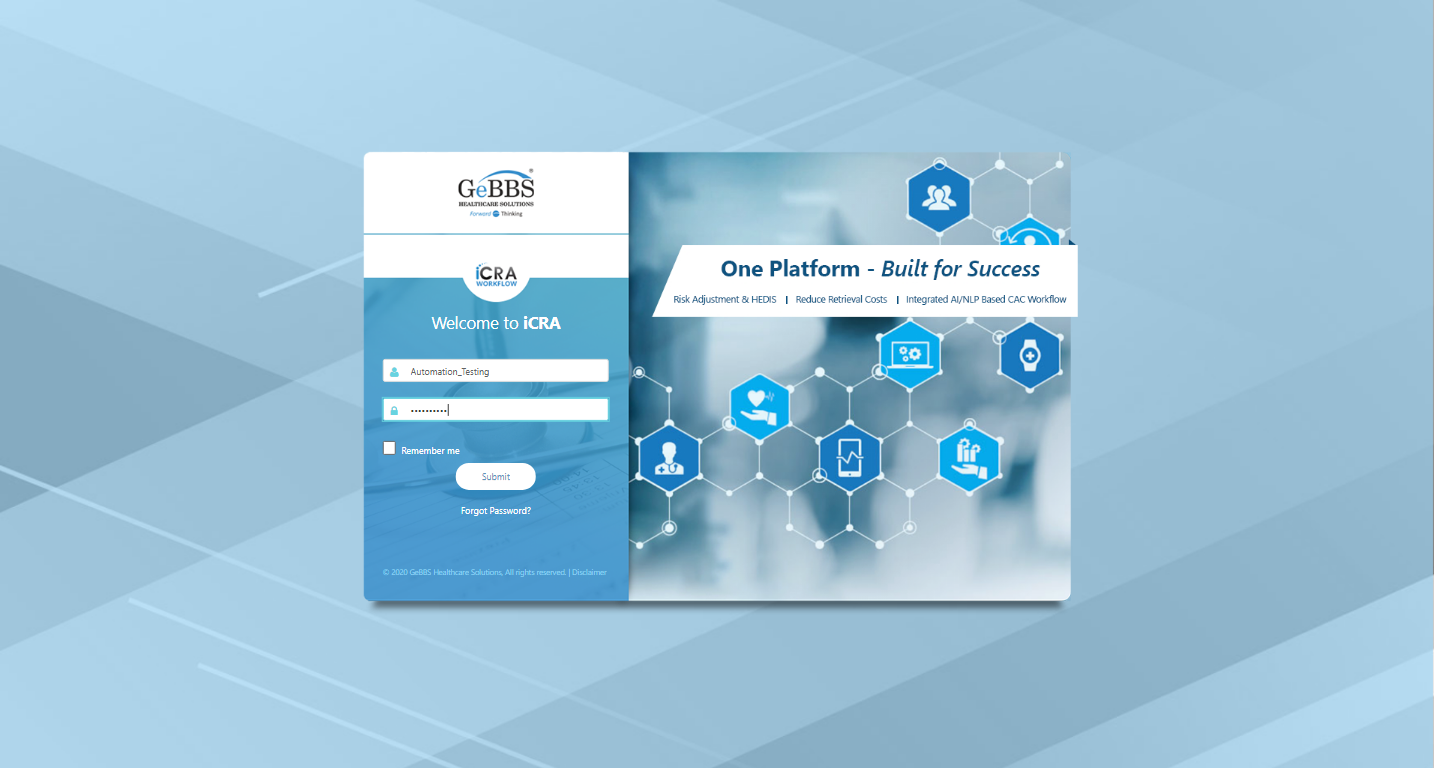 GeBBS®
HEALTHCARE SOLUTIONS
Forward Thinking
iCRA
WORKFLOW
Welcome to iCRA
Automation_Testing
••••••••••
Remember me
Submit
Forgot Password?
© 2020 GeBBS Healthcare Solutions, All rights reserved. | Disclaimer
One Platform - Built for Success
Risk Adjustment & HEDIS | Reduce Retrieval Costs | Integrated AI/NLP Based CAC Workflow